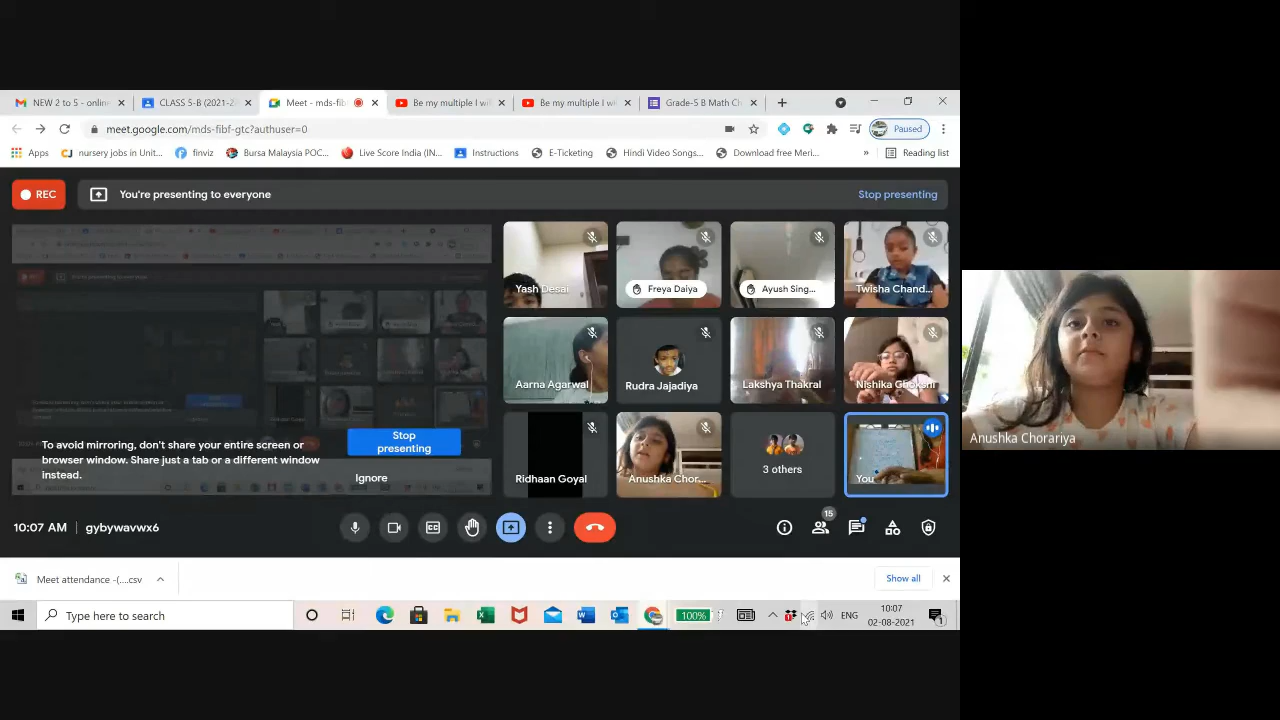 NEW 2 to 5 - onlin
CLASS 5-B (2021-2
Meet - mds-fib
Be my multiple I wi
Be my multiple I wi
Grade-5 B Math Ch
meet.google.com/mds-fibf-gtc?authuser=0
Paused
Apps
nursery jobs in Unit...
finviz
Bursa Malaysia POC...
Live Score India (IN...
Instructions
E-Ticketing
Hindi Video Songs...
Download free Meri...
»
Reading list
REC
You're presenting to everyone
Stop presenting
Yash Desai
Freya Daiya
Ayush Sing...
Twisha Chand...
Aarna Agarwal
Rudra Jajadiya
Lakshya Thakral
Nishika Chokshi
To avoid mirroring, don't share your entire screen or
browser window. Share just a tab or a different window
instead.
Stop
presenting
Ignore
Ridhaan Goyal
Anushka Chor...
3 others
You
Anushka Chorariya
10:07 AM | gybywavwx6
15
Meet attendance -(....csv
Show all
Type here to search
100%
ENG
10:07
02-08-2021
1